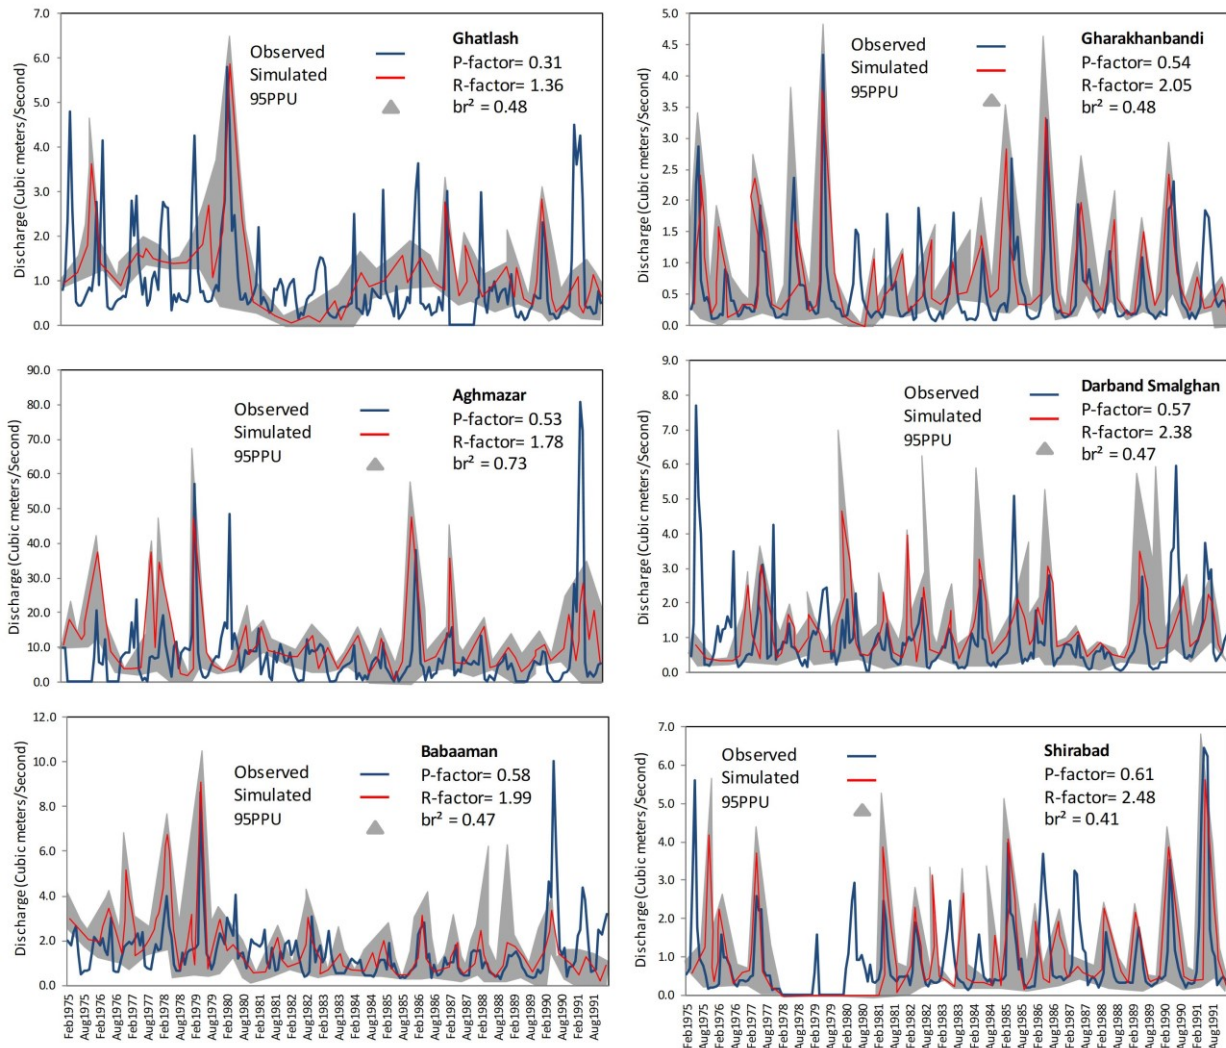 Ghatlash
Observed
Simulated
95PPU
P-factor= 0.31
R-factor= 1.36
br² = 0.48
Discharge (Cubic meters/Second)
7.0
6.0
5.0
4.0
3.0
2.0
1.0
0.0
Gharakhanbandi
Observed
Simulated
95PPU
P-factor= 0.54
R-factor= 2.05
br² = 0.48
Discharge (Cubic meters/Second)
5.0
4.5
4.0
3.5
3.0
2.5
2.0
1.5
1.0
0.5
0.0
Aghmazar
Observed
Simulated
95PPU
P-factor= 0.53
R-factor= 1.78
br² = 0.73
Discharge (Cubic meters/Second)
90.0
80.0
70.0
60.0
50.0
40.0
30.0
20.0
10.0
0.0
Darband Smalghan
Observed
Simulated
95PPU
P-factor= 0.57
R-factor= 2.38
br² = 0.47
Discharge (Cubic meters/Second)
9.0
8.0
7.0
6.0
5.0
4.0
3.0
2.0
1.0
0.0
Babaaman
Observed
Simulated
95PPU
P-factor= 0.58
R-factor= 1.99
br² = 0.47
Discharge (Cubic meters/Second)
12.0
10.0
8.0
6.0
4.0
2.0
0.0
Feb1975
Aug1975
Feb1976
Aug1976
Feb1977
Aug1977
Feb1978
Aug1978
Feb1979
Aug1979
Feb1980
Aug1980
Feb1981
Aug1981
Feb1982
Aug1982
Feb1983
Aug1983
Feb1984
Aug1984
Feb1985
Aug1985
Feb1986
Aug1986
Feb1987
Aug1987
Feb1988
Aug1988
Feb1989
Aug1989
Feb1990
Aug1990
Feb1991
Aug1991
Shirabad
Observed
Simulated
95PPU
P-factor= 0.61
R-factor= 2.48
br² = 0.41
Discharge (Cubic meters/Second)
7.0
6.0
5.0
4.0
3.0
2.0
1.0
0.0
Feb1975
Aug1975
Feb1976
Aug1976
Feb1977
Aug1977
Feb1978
Aug1978
Feb1979
Aug1979
Feb1980
Aug1980
Feb1981
Aug1981
Feb1982
Aug1982
Feb1983
Aug1983
Feb1984
Aug1984
Feb1985
Aug1985
Feb1986
Aug1986
Feb1987
Aug1987
Feb1988
Aug1988
Feb1989
Aug1989
Feb1990
Aug1990
Feb1991
Aug1991